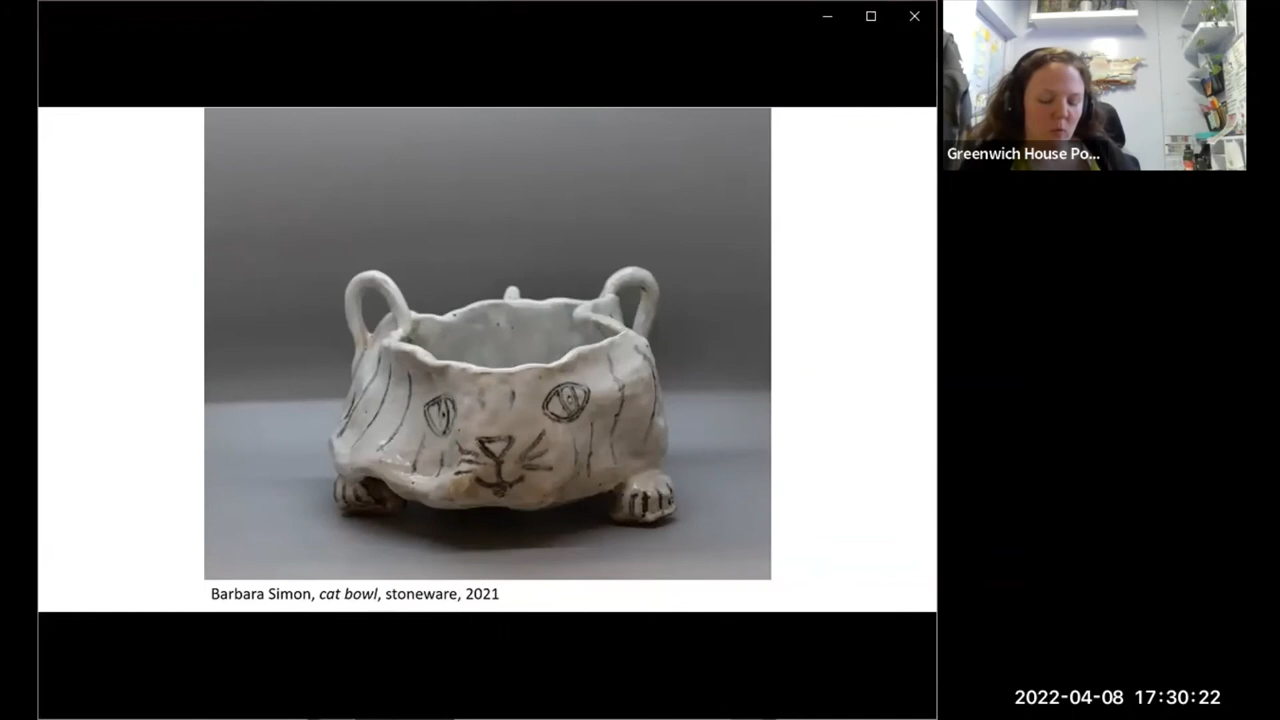 Greenwich House Po...
Barbara Simon, cat bowl, stoneware, 2021
2022-04-08 17:30:22